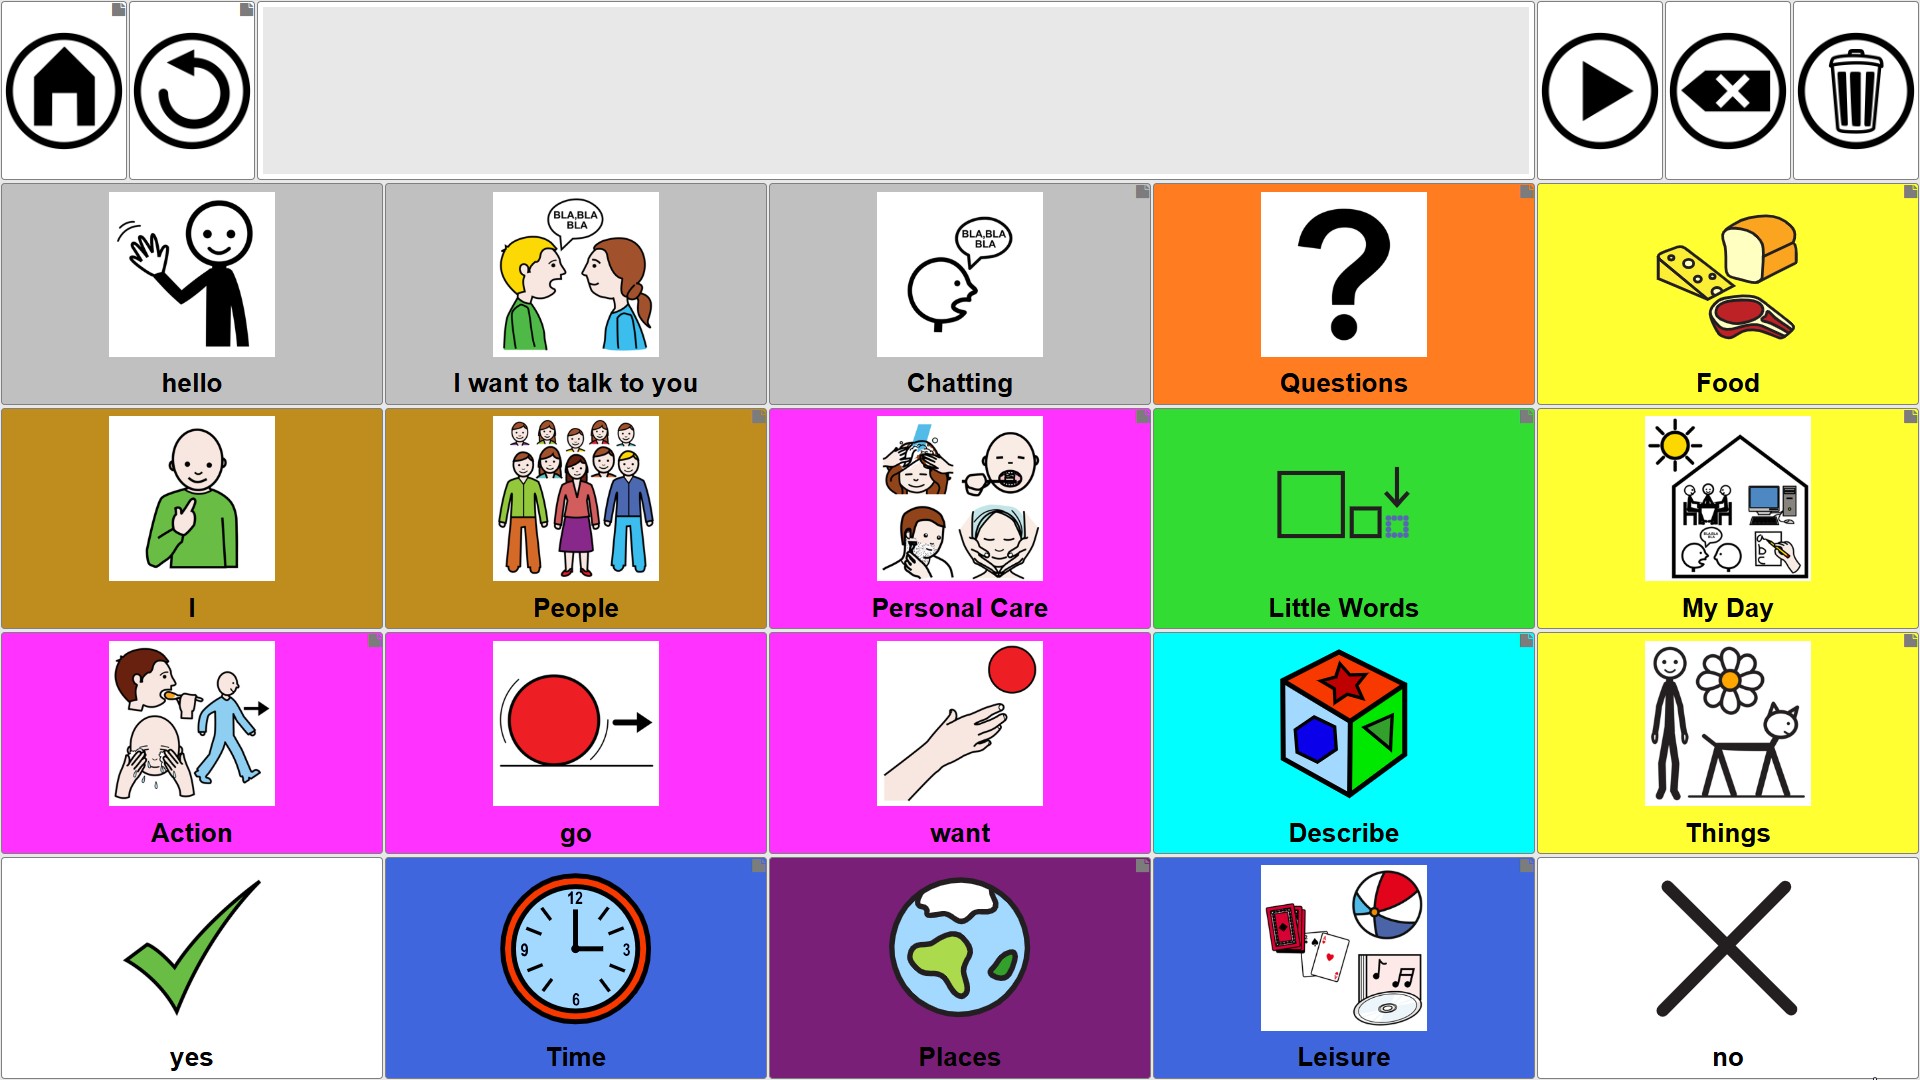 BLA,BLA
BLA
hello
I want to talk to you
BLA,BLA
BLA
Chatting
Questions
Food
I
People
Personal Care
Little Words
My Day
Action
go
want
Describe
Things
yes
12
9
3
6
Time
Places
Leisure
no